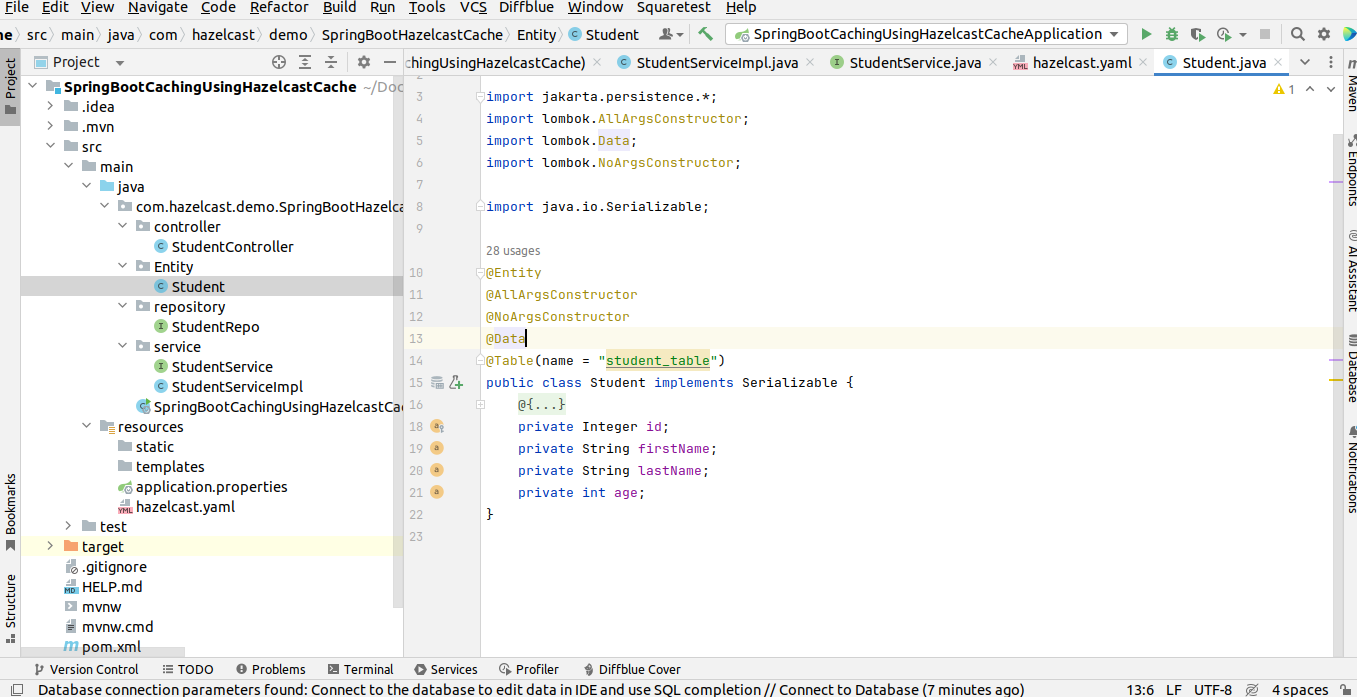 File Edit View Navigate Code Refactor Build Run Tools VCS Diffblue Window Squaretest Help
src main java com hazelcast demo SpringBootHazelcastCache Entity Student SpringBootCachingUsingHazelcastCacheApplication
Project
chingUsingHazelcastCache) StudentServiceImpl.java StudentService.java hazelcast.yaml Student.java
Project
SpringBootCachingUsingHazelcastCache ~/Doc
.idea
.mvn
src
main
java
com.hazelcast.demo.SpringBootHazelca
controller
StudentController
Entity
Student
repository
StudentRepo
service
StudentService
StudentServiceImpl
SpringBootCachingUsingHazelcastCa
resources
static
templates
application.properties
hazelcast.yaml
test
target
.gitignore
HELP.md
mvnw
mvnw.cmd
pom.xml
Bookmarks
Structure
1
3 import jakarta.persistence.*;
4 import lombok.AllArgsConstructor;
5 import lombok.Data;
6 import lombok.NoArgsConstructor;
7
8 import java.io.Serializable;
9
28 usages
10 @Entity
11 @AllArgsConstructor
12 @NoArgsConstructor
13 @Data
14 @Table(name = "student_table")
15 public class Student implements Serializable {
16 @{...}
18 private Integer id;
19 private String firstName;
20 private String lastName;
21 private int age;
22 }
23
Maven
Endpoints
AI Assistant
Database
Notifications
Version Control TODO Problems Terminal Services Profiler Diffblue Cover
Database connection parameters found: Connect to the database to edit data in IDE and use SQL completion // Connect to Database (7 minutes ago) 13:6 LF UTF-8 4 spaces